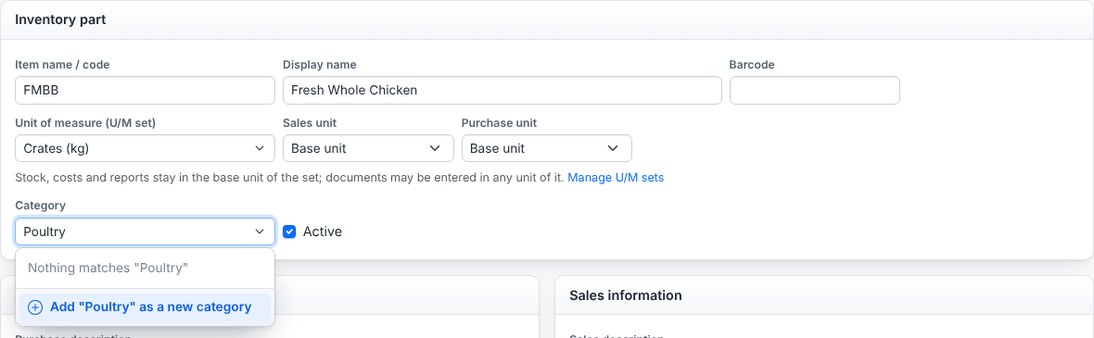 Inventory part
Item name / code Display name Barcode
FMBB Fresh Whole Chicken
Unit of measure (U/M set) Sales unit Purchase unit
Crates (kg) Base unit Base unit
Stock, costs and reports stay in the base unit of the set; documents may be entered in any unit of it. Manage U/M sets
Category
Poultry Active
Nothing matches "Poultry"
Add "Poultry" as a new category
Sales information